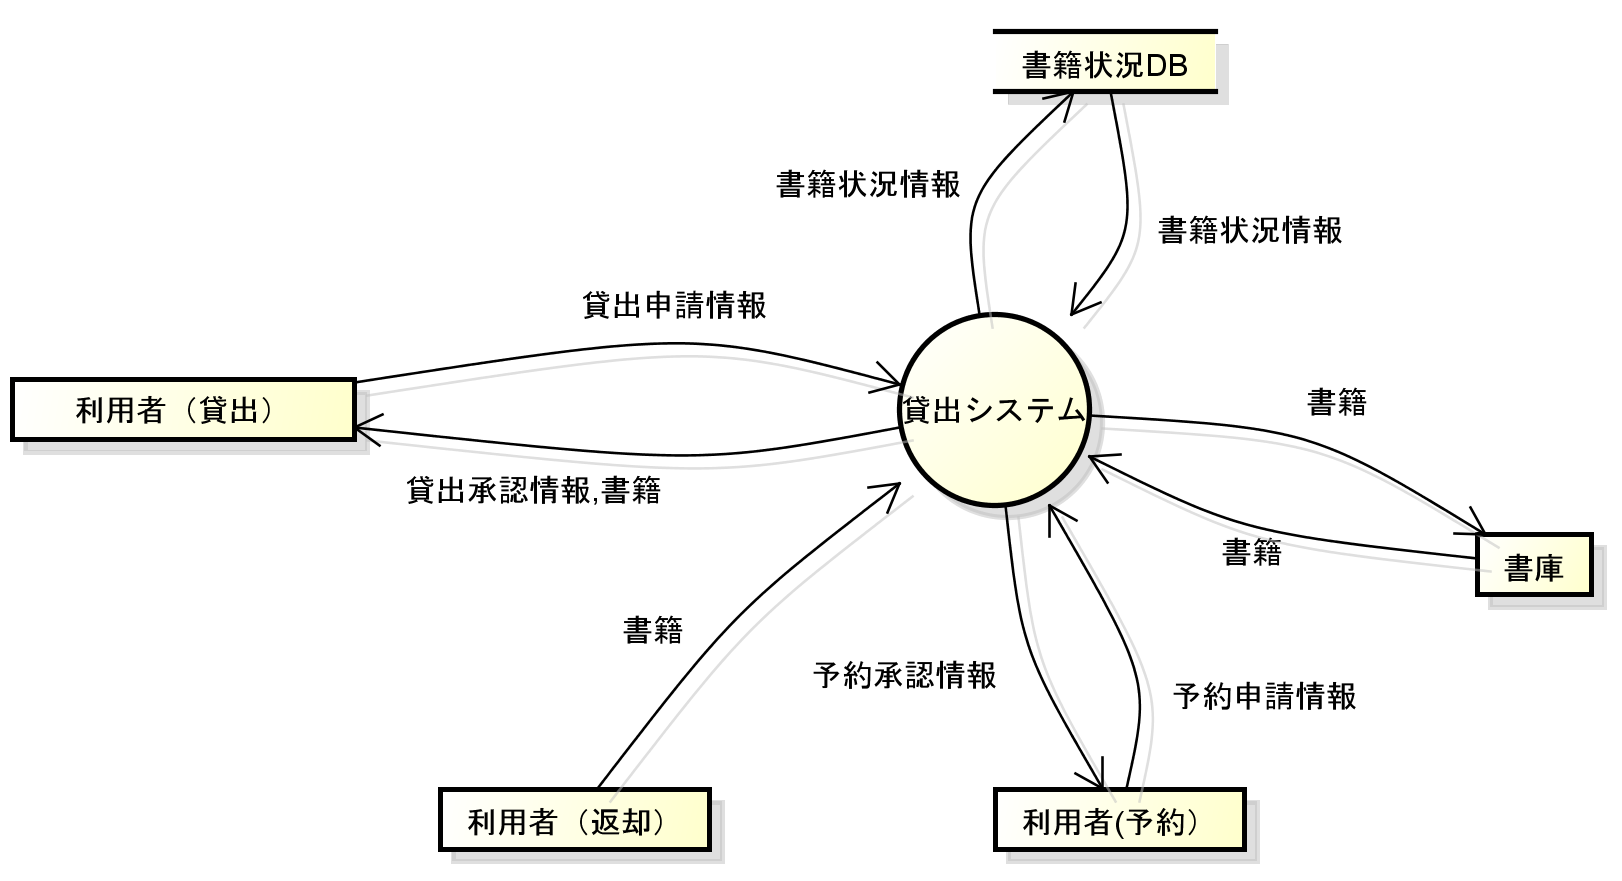 書籍状況DB
書籍状況情報
書籍状況情報
貸出申請情報
利用者（貸出）
貸出システム
書籍
貸出承認情報,書籍
書籍
書庫
書籍
予約承認情報
予約申請情報
利用者（返却）
利用者(予約）